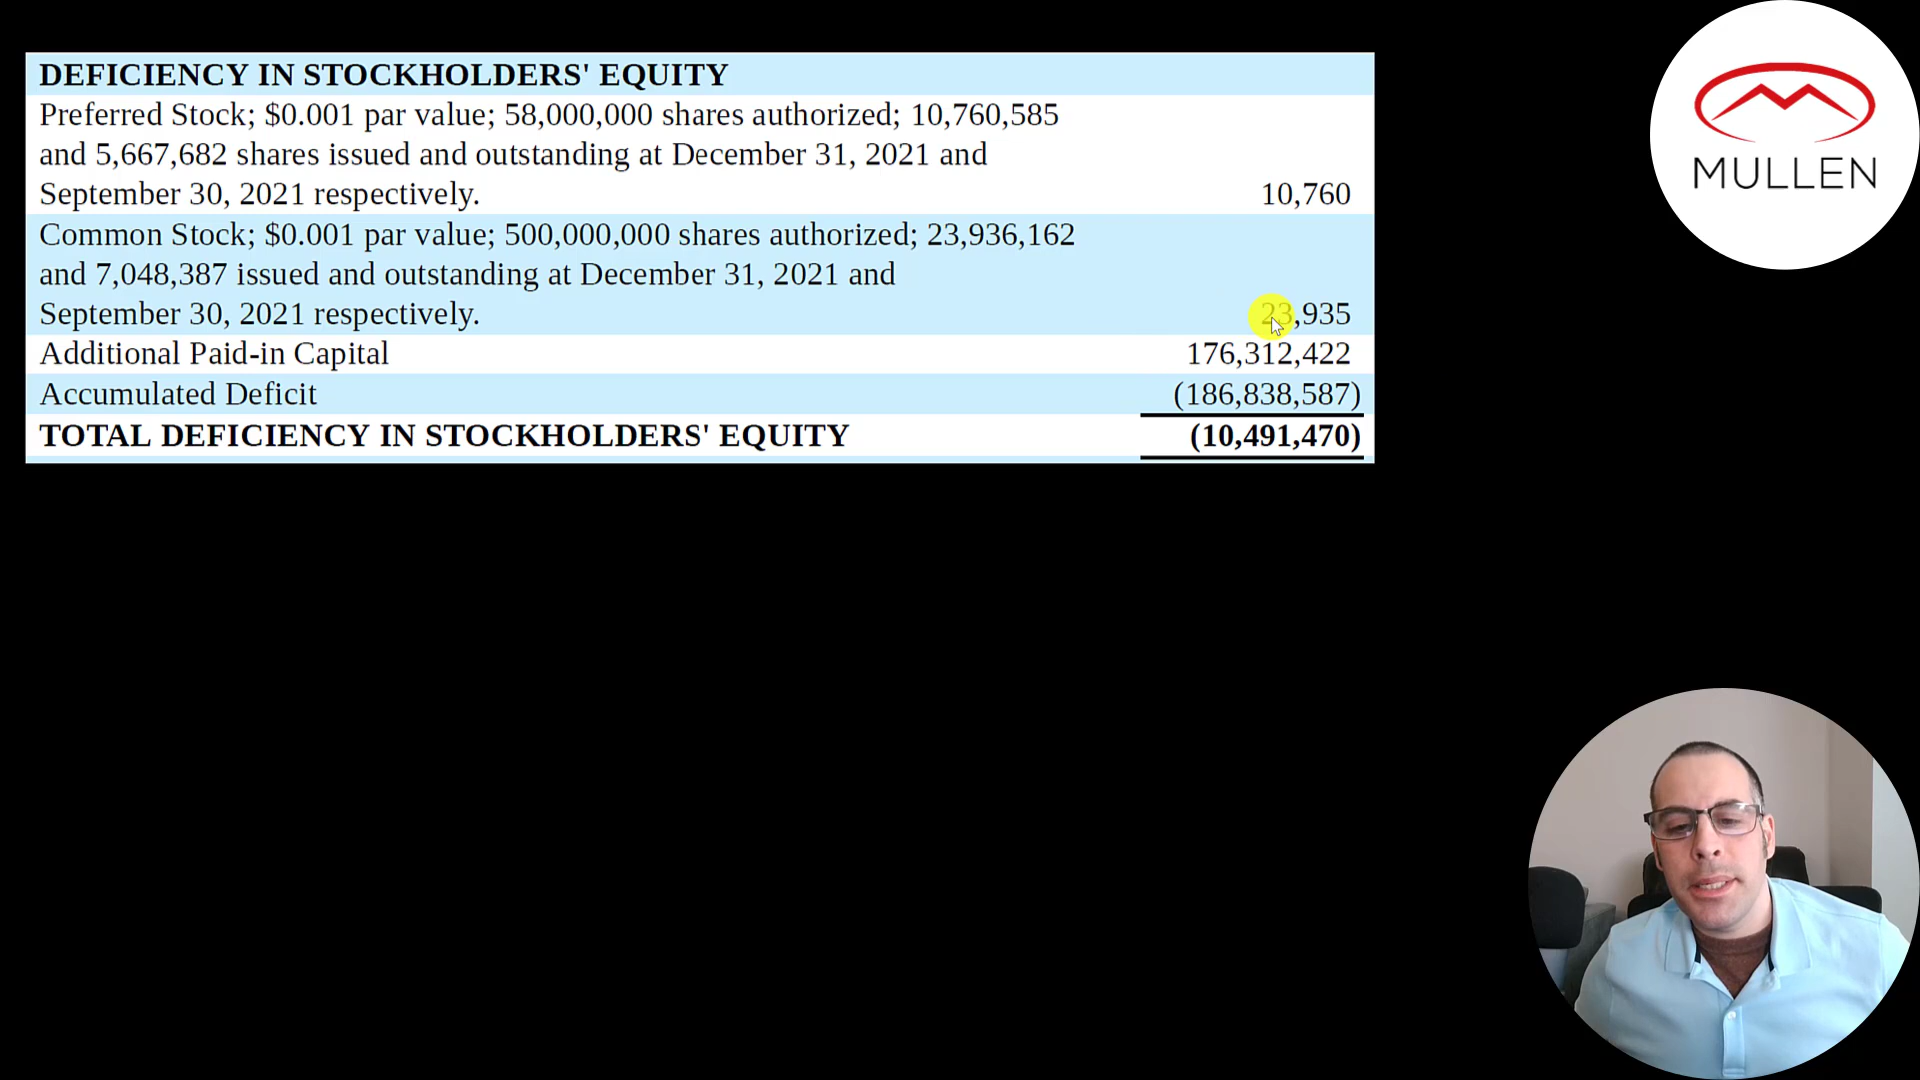 DEFICIENCY IN STOCKHOLDERS' EQUITY
Preferred Stock; $0.001 par value; 58,000,000 shares authorized; 10,760,585
and 5,667,682 shares issued and outstanding at December 31, 2021 and
September 30, 2021 respectively. 10,760
Common Stock; $0.001 par value; 500,000,000 shares authorized; 23,936,162
and 7,048,387 issued and outstanding at December 31, 2021 and
September 30, 2021 respectively. 23,935
Additional Paid-in Capital 176,312,422
Accumulated Deficit (186,838,587)
TOTAL DEFICIENCY IN STOCKHOLDERS' EQUITY (10,491,470)
MULLEN